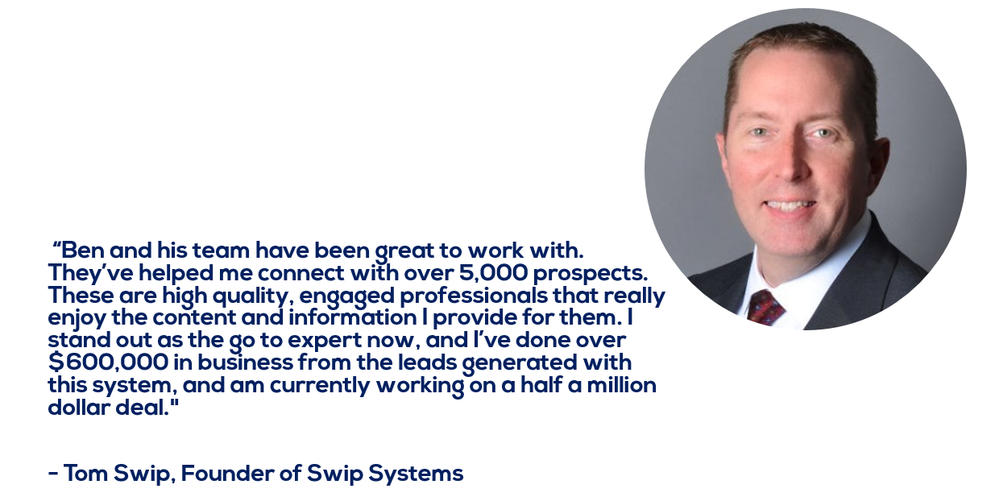 “Ben and his team have been great to work with.
They’ve helped me connect with over 5,000 prospects.
These are high quality, engaged professionals that really
enjoy the content and information I provide for them. I
stand out as the go to expert now, and I’ve done over
$600,000 in business from the leads generated with
this system, and am currently working on a half a million
dollar deal."
- Tom Swip, Founder of Swip Systems